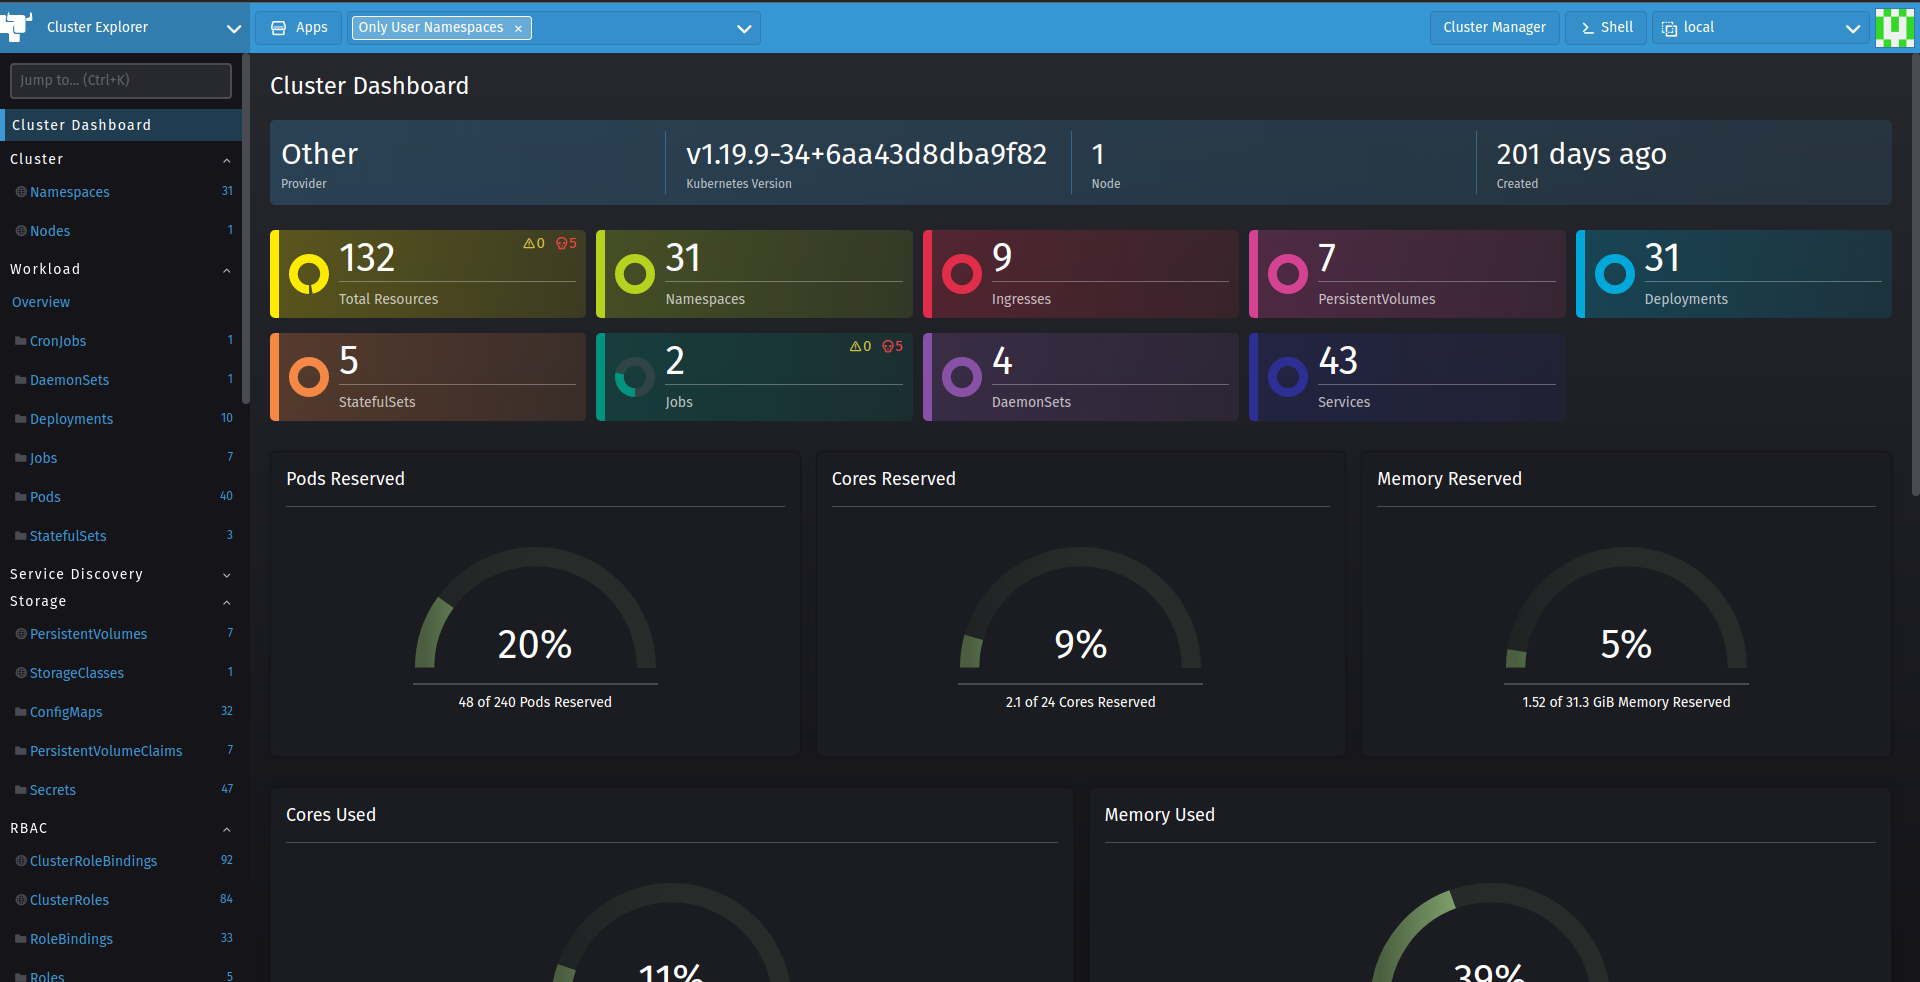 Cluster Explorer
Apps
Only User Namespaces ×
Cluster Manager
Shell
local
Jump to... (Ctrl+K)
Cluster Dashboard
Cluster
Namespaces 31
Nodes 1
Workload
Overview
CronJobs 1
DaemonSets 1
Deployments 10
Jobs 7
Pods 40
StatefulSets 3
Service Discovery
Storage
PersistentVolumes 7
StorageClasses 1
ConfigMaps 32
PersistentVolumeClaims 7
Secrets 47
RBAC
ClusterRoleBindings 92
ClusterRoles 84
RoleBindings 33
Roles 5
Cluster Dashboard
Other
Provider
v1.19.9-34+6aa43d8dba9f82
Kubernetes Version
1
Node
201 days ago
Created
132
0 5
Total Resources
31
Namespaces
9
Ingresses
7
PersistentVolumes
31
Deployments
5
StatefulSets
2
0 5
Jobs
4
DaemonSets
43
Services
Pods Reserved
20%
48 of 240 Pods Reserved
Cores Reserved
9%
2.1 of 24 Cores Reserved
Memory Reserved
5%
1.52 of 31.3 GiB Memory Reserved
Cores Used
11%
Memory Used
39%